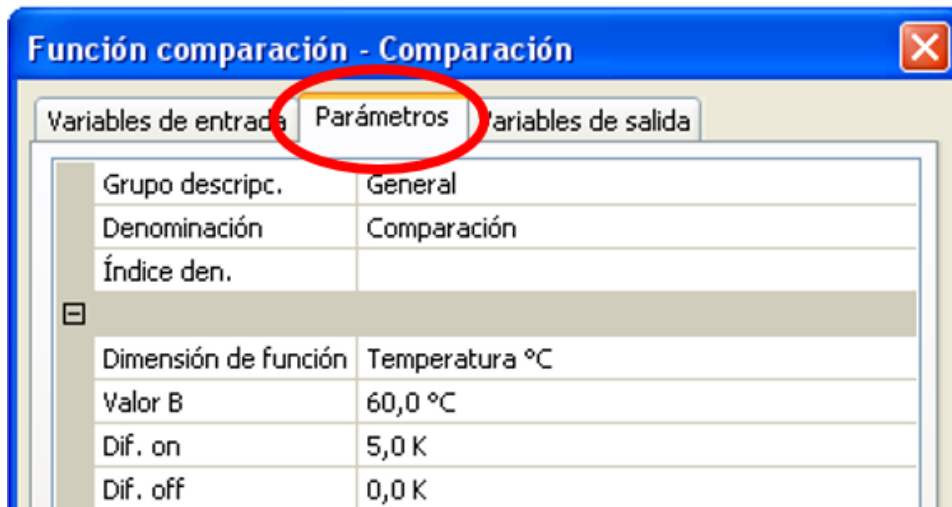 Función comparación - Comparación
Variables de entrada Parámetros Variables de salida
Grupo descripc. General
Denominación Comparación
Índice den.
Dimensión de función Temperatura °C
Valor B 60,0 °C
Dif. on 5,0 K
Dif. off 0,0 K